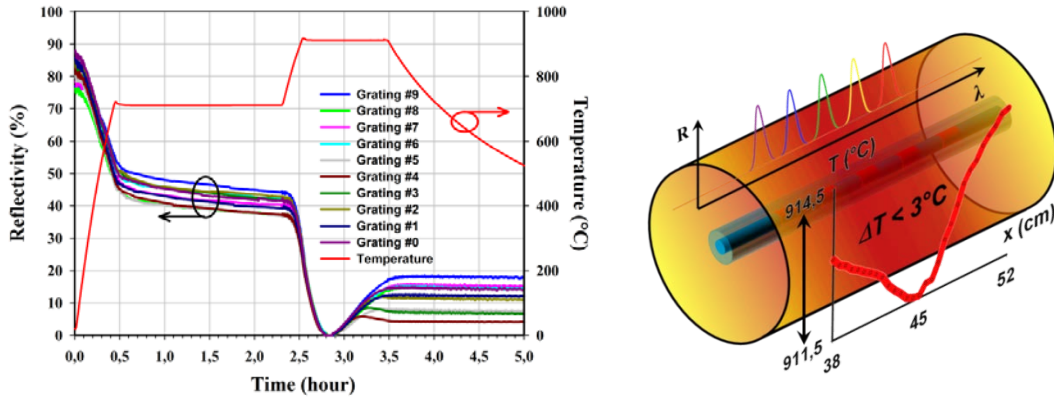 100
90
80
70
60
50
40
30
20
10
0
Reflectivity (%)
1000
800
600
400
200
0
Temperature (°C)
Grating #9
Grating #8
Grating #7
Grating #6
Grating #5
Grating #4
Grating #3
Grating #2
Grating #1
Grating #0
Temperature
0,0 0,5 1,0 1,5 2,0 2,5 3,0 3,5 4,0 4,5 5,0
Time (hour)
R
λ
T (°C)
914,5
ΔT < 3°C
x (cm)
52
45
911,5
38